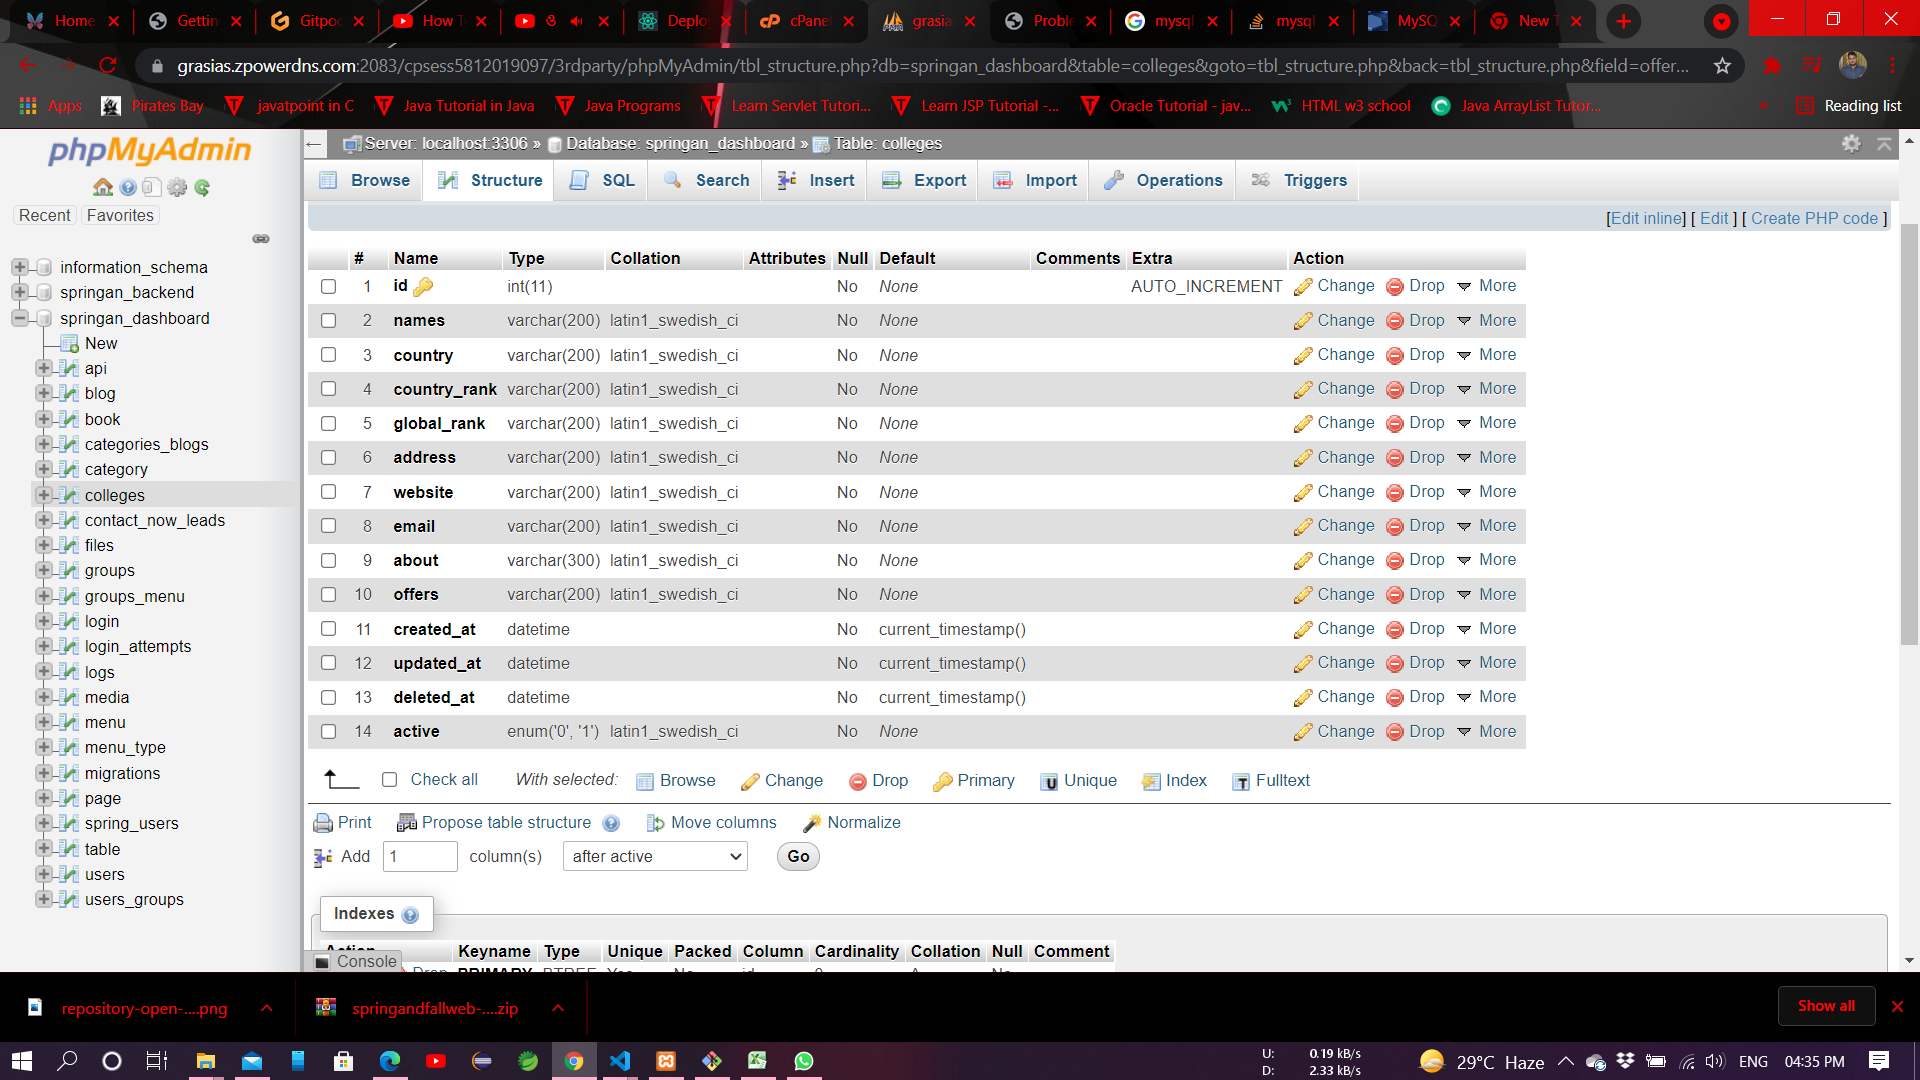 Home
Gettin
Gitpo
How T
Deplo
cPanel
grasia
Proble
mysql
mysql
MySQ
New T
grasias.zpowerdns.com:2083/cpsess5812019097/3rdparty/phpMyAdmin/tbl_structure.php?db=springan_dashboard&table=colleges&goto=tbl_structure.php&back=tbl_structure.php&field=offer...
Apps Pirates Bay javatpoint in C Java Tutorial in Java Java Programs Learn Servlet Tutori... Learn JSP Tutorial -... Oracle Tutorial - jav... HTML w3 school Java ArrayList Tutor... » Reading list
phpMyAdmin
Recent Favorites
information_schema
springan_backend
springan_dashboard
New
api
blog
book
categories_blogs
category
colleges
contact_now_leads
files
groups
groups_menu
login
login_attempts
logs
media
menu
menu_type
migrations
page
spring_users
table
users
users_groups
Server: localhost:3306 » Database: springan_dashboard » Table: colleges
Browse Structure SQL Search Insert Export Import Operations Triggers
[Edit inline] [ Edit ] [ Create PHP code ]
# Name Type Collation Attributes Null Default Comments Extra Action
1 id int(11) No None AUTO_INCREMENT Change Drop More
2 names varchar(200) latin1_swedish_ci No None Change Drop More
3 country varchar(200) latin1_swedish_ci No None Change Drop More
4 country_rank varchar(200) latin1_swedish_ci No None Change Drop More
5 global_rank varchar(200) latin1_swedish_ci No None Change Drop More
6 address varchar(200) latin1_swedish_ci No None Change Drop More
7 website varchar(200) latin1_swedish_ci No None Change Drop More
8 email varchar(200) latin1_swedish_ci No None Change Drop More
9 about varchar(300) latin1_swedish_ci No None Change Drop More
10 offers varchar(200) latin1_swedish_ci No None Change Drop More
11 created_at datetime No current_timestamp() Change Drop More
12 updated_at datetime No current_timestamp() Change Drop More
13 deleted_at datetime No current_timestamp() Change Drop More
14 active enum('0', '1') latin1_swedish_ci No None Change Drop More
Check all With selected: Browse Change Drop Primary Unique Index Fulltext
Print Propose table structure Move columns Normalize
Add 1 column(s) after active Go
Indexes
Action Keyname Type Unique Packed Column Cardinality Collation Null Comment
Drop PRIMARY BTREE Yes No id 0 A No
Console
repository-open-....png springandfallweb-....zip Show all
U: 0.19 kB/s
D: 2.33 kB/s
29°C Haze ENG 04:35 PM